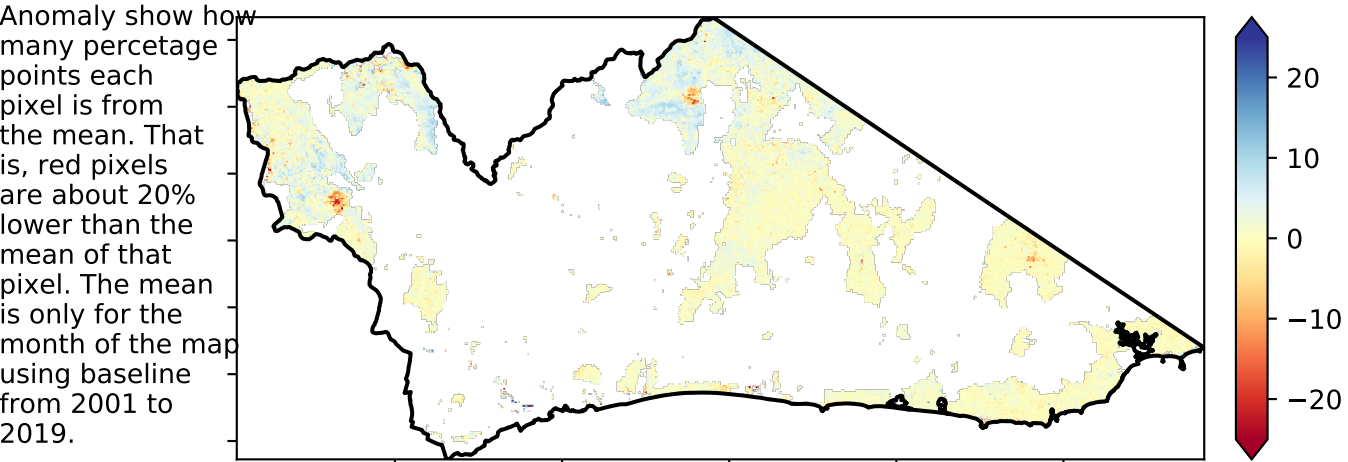 Anomaly show how
many percetage
points each
pixel is from
the mean. That
is, red pixels
are about 20%
lower than the
mean of that
pixel. The mean
is only for the
month of the map
using baseline
from 2001 to
2019.
20
10
0
−10
−20